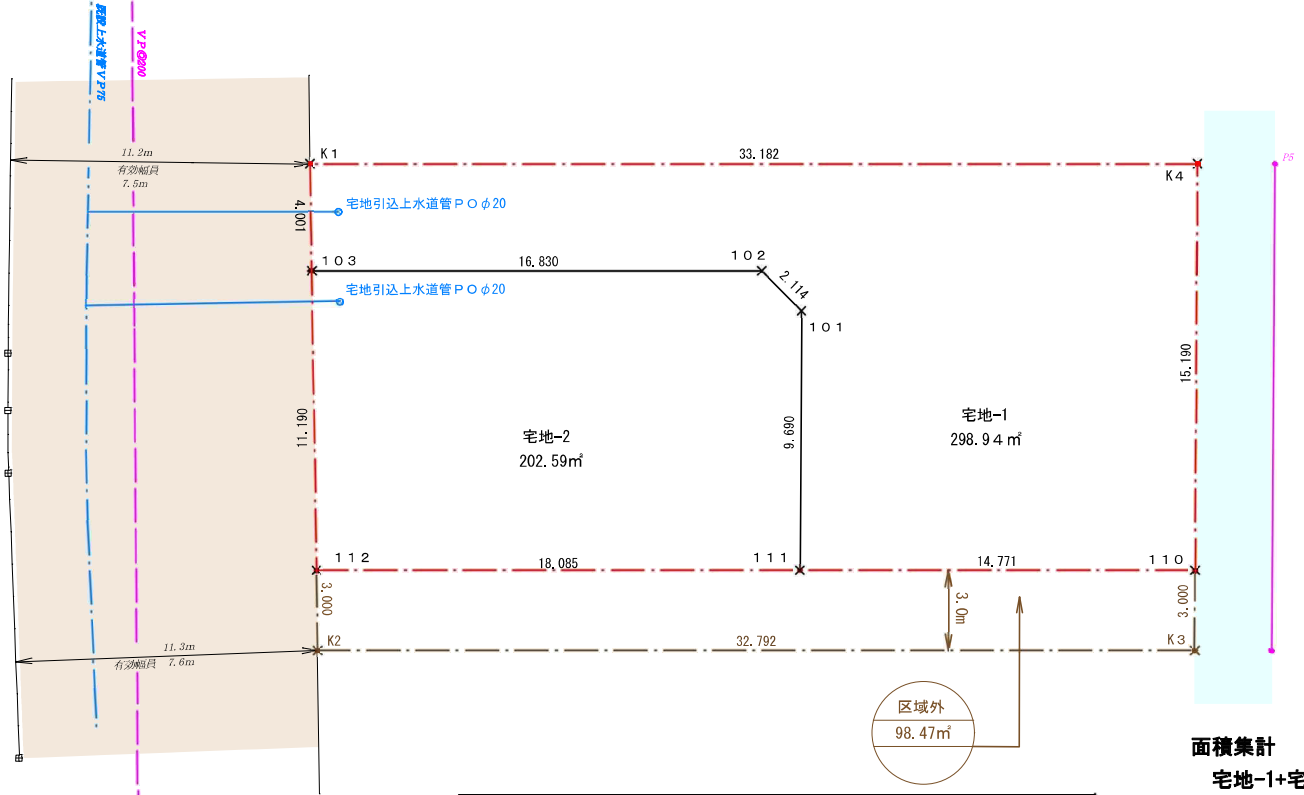 既設上水道管ＶＰ75
ＶＰΦ200
11.2m
有効幅員
7.5m
Ｋ１
33.182
Ｋ４
P5
4.001
宅地引込上水道管ＰＯφ20
１０３
16.830
１０２
2.114
宅地引込上水道管ＰＯφ20
１０１
15.190
11.190
9.690
宅地-2
202.59㎡
宅地-1
298.94㎡
１１２
18.085
１１１
14.771
１１０
3.000
3.0m
3.000
K2
32.792
Ｋ３
11.3m
有効幅員 7.6m
区域外
98.47㎡
面積集計
宅地-1+宅